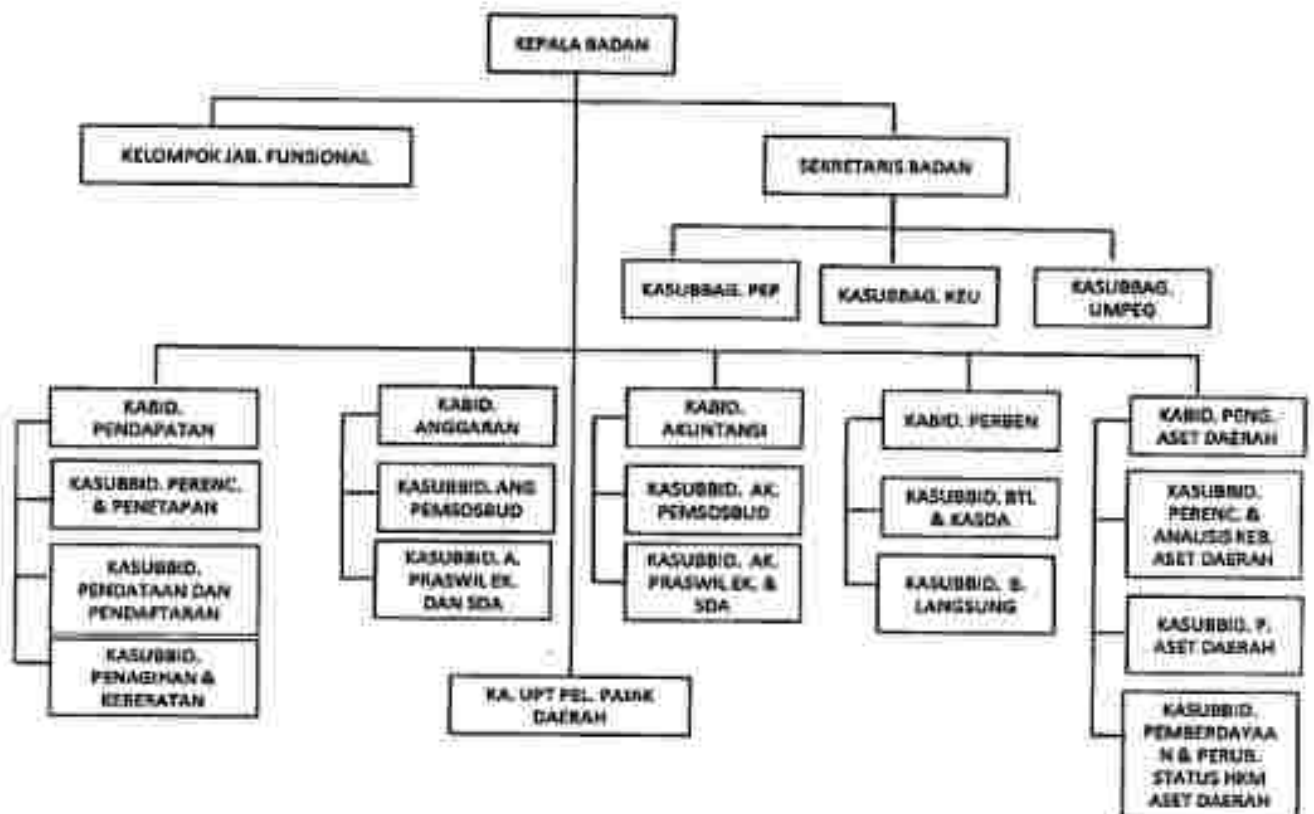 KEPALA BADAN
KELOMPOK JAB. FUNSIONAL
SEKRETARIS BADAN
KASUBBAG. PEP
KASUBBAG. KEU
KASUBBAG.
UMPEG
KABID.
PENDAPATAN
KASUBBID. PERENC.
& PENETAPAN
KASUBBID.
PENDATAAN DAN
PENDAFTARAN
KASUBBID.
PENAGIHAN &
KEBERATAN
KABID.
ANGGARAN
KASUBBID. ANG
PEMSOSBUD
KASUBBID. A.
PRASWIL EK.
DAN SDA
KABID.
AKUNTANSI
KASUBBID. AK.
PEMSOSBUD
KASUBBID. AK.
PRASWIL EK. &
SDA
KABID. PERBEN
KASUBBID. BTL
& KASDA
KASUBBID. B.
LANGSUNG
KABID. PENG.
ASET DAERAH
KASUBBID.
PERENC. &
ANALISIS KEB.
ASET DAERAH
KASUBBID. P.
ASET DAERAH
KASUBBID.
PEMBERDAYAA
N & PERUB.
STATUS HKM
ASET DAERAH
KA. UPT PEL. PAJAK
DAERAH